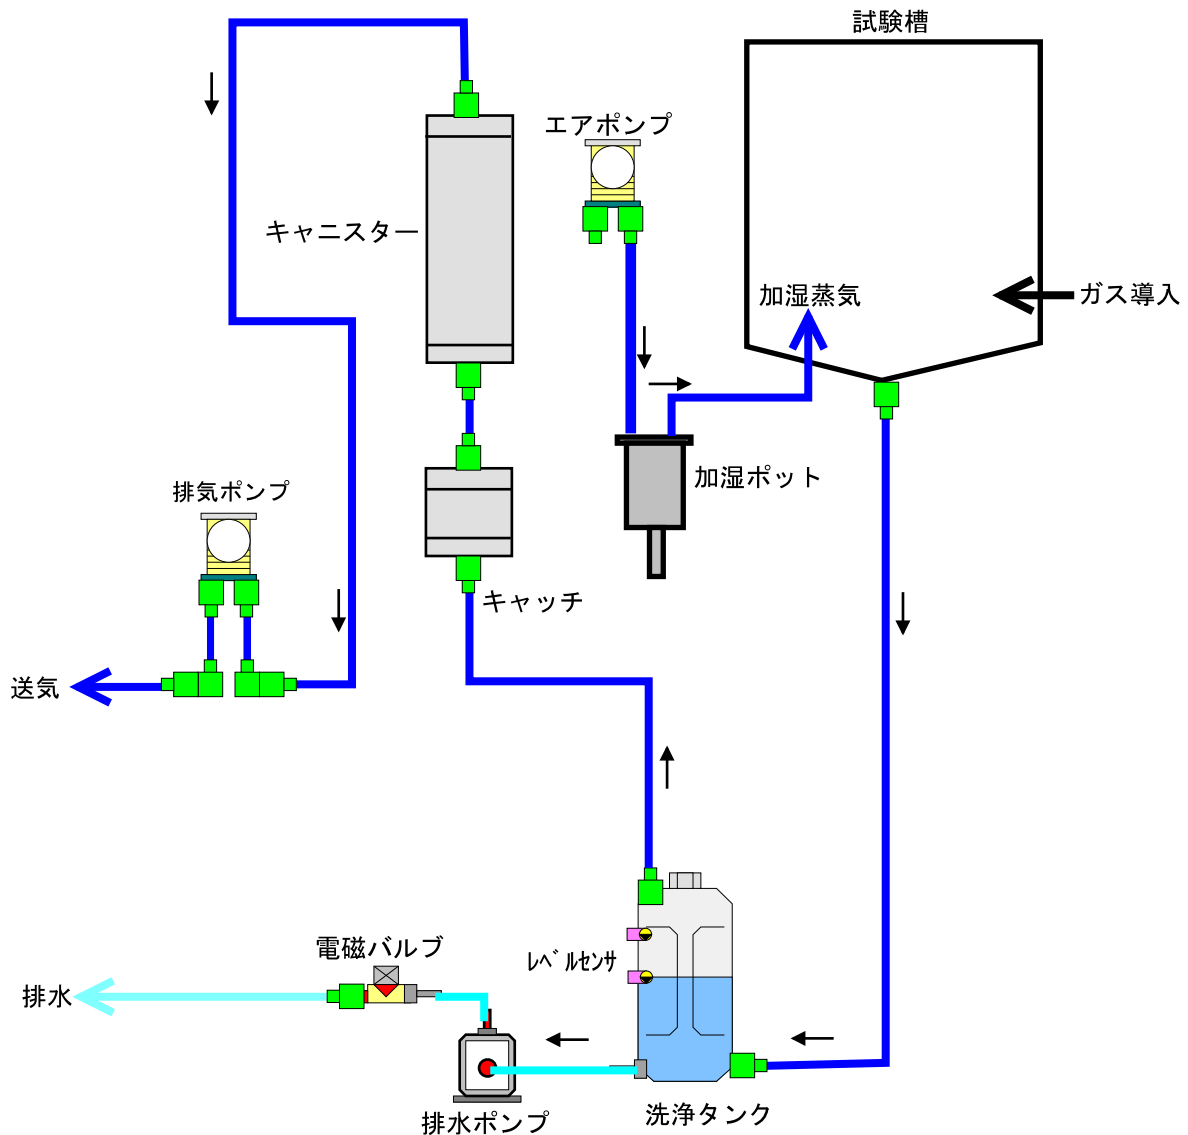 試験槽
エアポンプ
キャニスター
加湿蒸気
ガス導入
加湿ポット
排気ポンプ
キャッチ
送気
電磁バルブ
レベルセンサ
排水
洗浄タンク
排水ポンプ